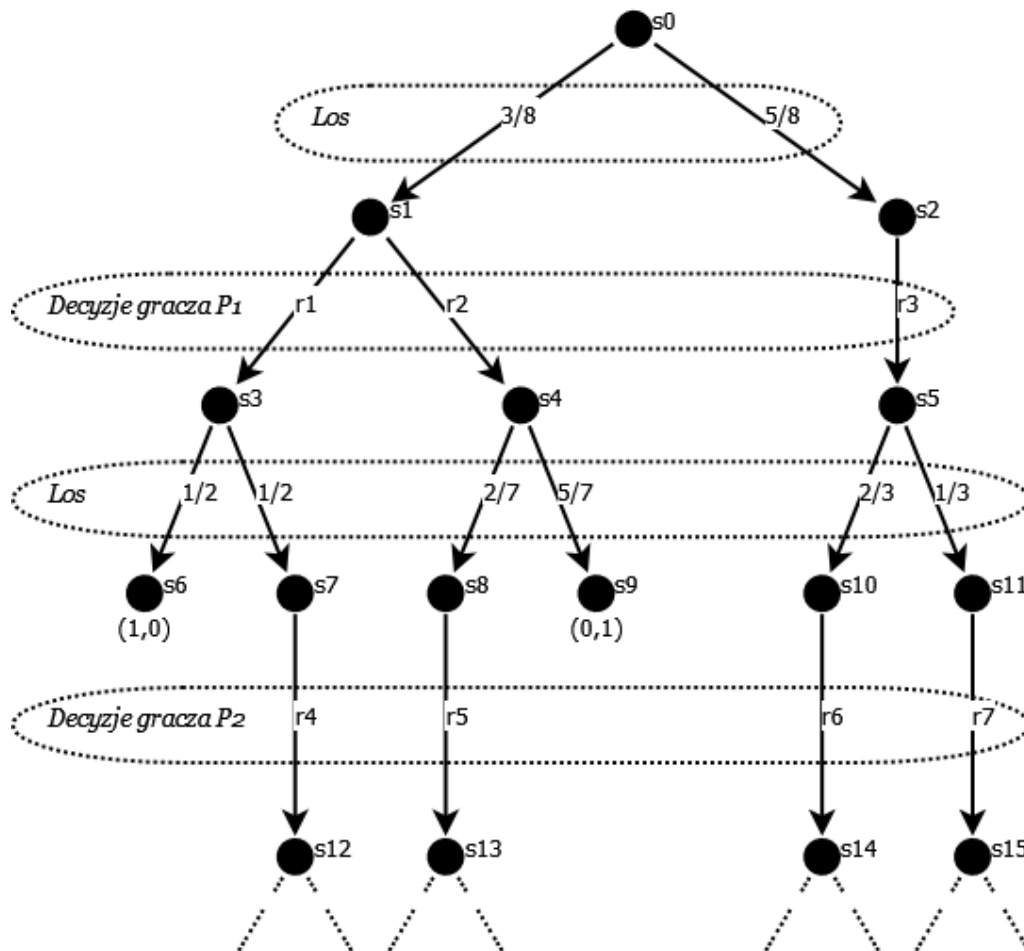 s0
Los
3/8 5/8
s1 s2
Decyzje gracza P1 r1 r2 r3
s3 s4 s5
Los 1/2 1/2 2/7 5/7 2/3 1/3
s6 s7 s8 s9 s10 s11
(1,0) (0,1)
Decyzje gracza P2 r4 r5 r6 r7
s12 s13 s14 s15